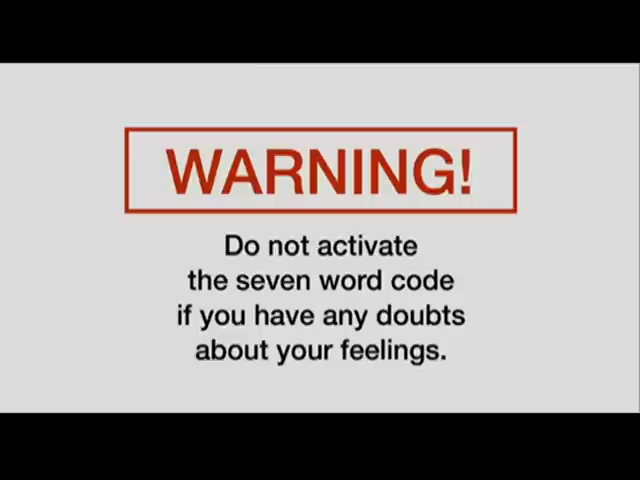 WARNING!
Do not activate
the seven word code
if you have any doubts
about your feelings.